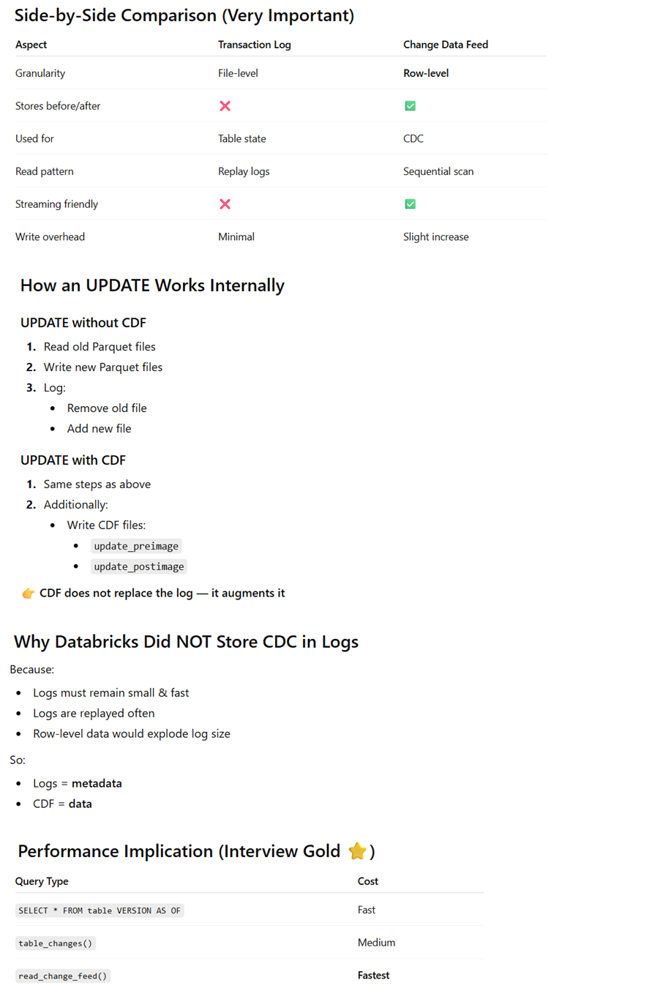 Side-by-Side Comparison (Very Important)
Aspect Transaction Log Change Data Feed
Granularity File-level Row-level
Stores before/after ❌ ✅
Used for Table state CDC
Read pattern Replay logs Sequential scan
Streaming friendly ❌ ✅
Write overhead Minimal Slight increase
How an UPDATE Works Internally
UPDATE without CDF
1. Read old Parquet files
2. Write new Parquet files
3. Log:
• Remove old file
• Add new file
UPDATE with CDF
1. Same steps as above
2. Additionally:
• Write CDF files:
• update_preimage
• update_postimage
👉 CDF does not replace the log — it augments it
Why Databricks Did NOT Store CDC in Logs
Because:
• Logs must remain small & fast
• Logs are replayed often
• Row-level data would explode log size
So:
• Logs = metadata
• CDF = data
Performance Implication (Interview Gold ⭐)
Query Type Cost
SELECT * FROM table VERSION AS OF Fast
table_changes() Medium
read_change_feed() Fastest